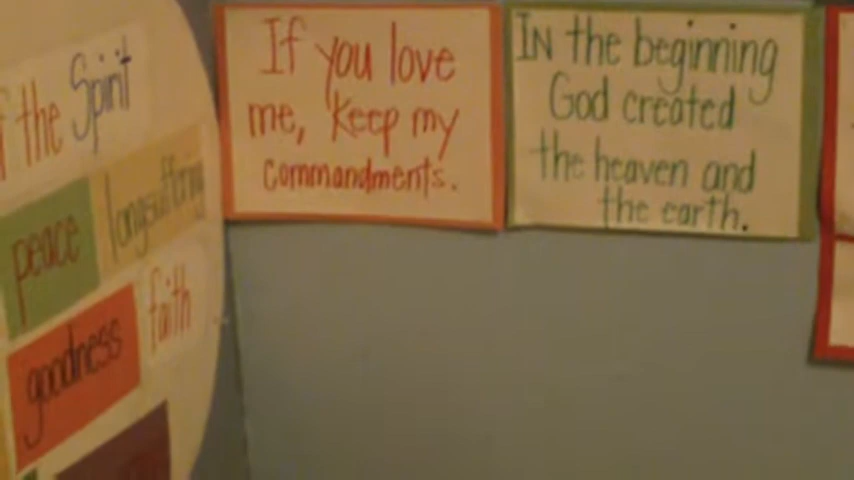 f the Spirit
peace
longsuffering
goodness
faith
If you love
me, keep my
commandments.
In the beginning
God created
the heaven and
the earth.